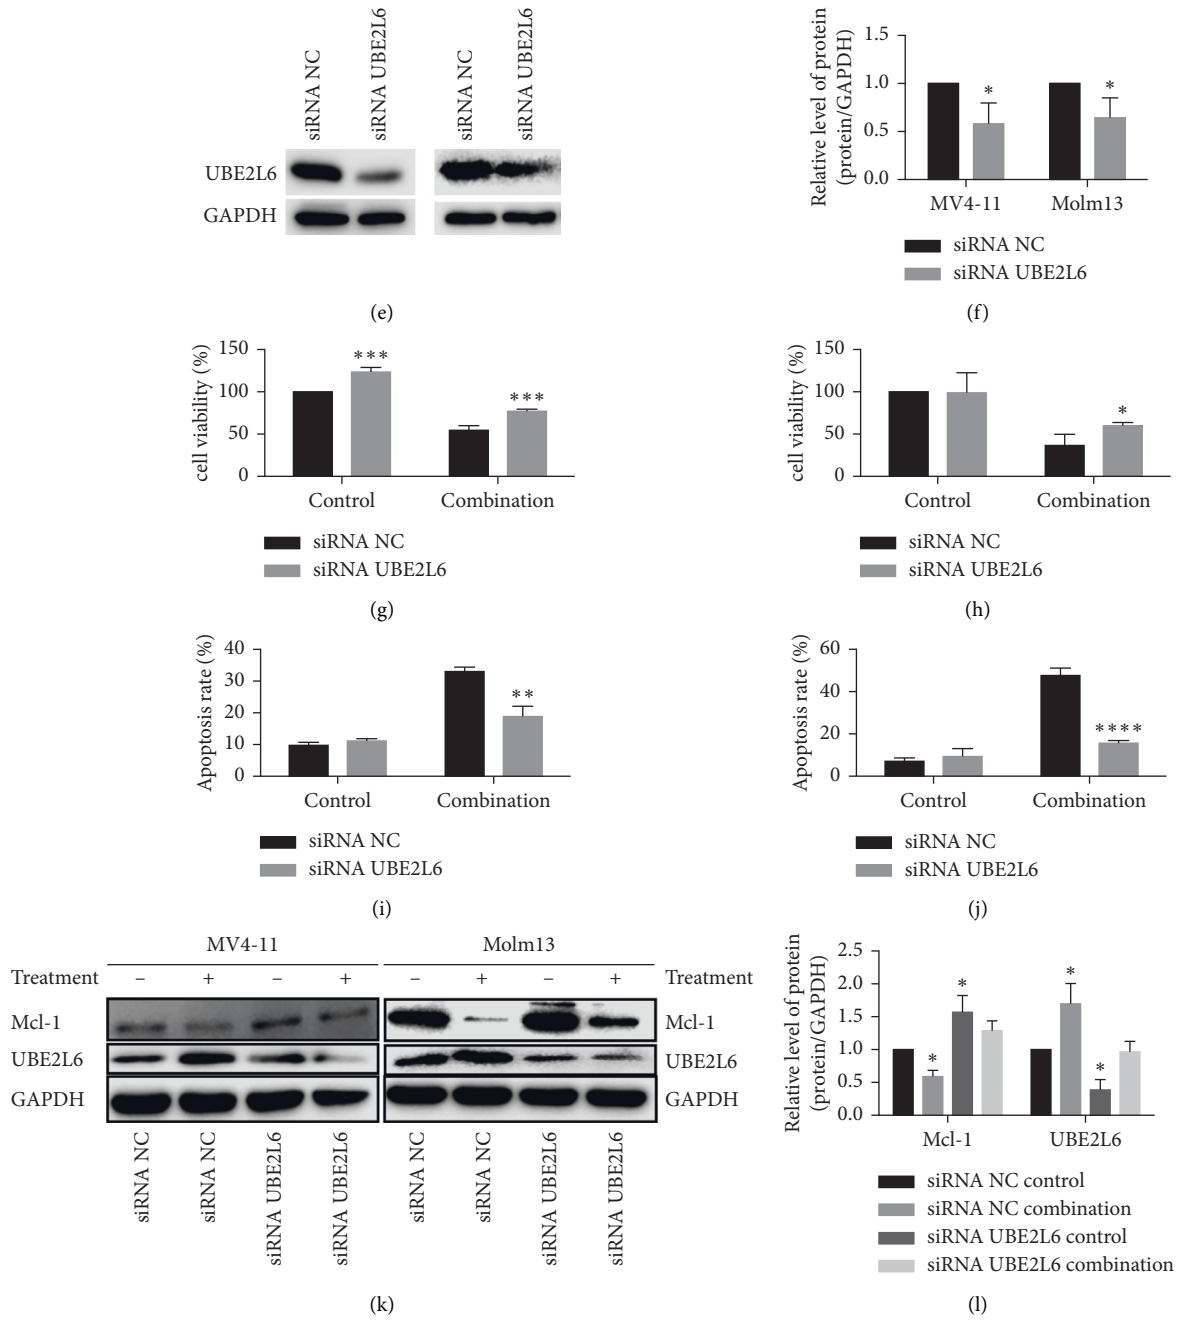 siRNA NC
siRNA UBE2L6
siRNA NC
siRNA UBE2L6
UBE2L6
GAPDH
(e)
Relative level of protein
(protein/GAPDH)
1.5
1.0
0.5
0.0
*
*
MV4-11 Molm13
siRNA NC
siRNA UBE2L6
(f)
cell viability (%)
150
100
50
0
***
***
Control Combination
siRNA NC
siRNA UBE2L6
(g)
cell viability (%)
150
100
50
0
*
Control Combination
siRNA NC
siRNA UBE2L6
(h)
Apoptosis rate (%)
40
30
20
10
0
**
Control Combination
siRNA NC
siRNA UBE2L6
(i)
Apoptosis rate (%)
60
40
20
0
****
Control Combination
siRNA NC
siRNA UBE2L6
(j)
MV4-11 Molm13
Treatment – + – + – + – + Treatment
Mcl-1 Mcl-1
UBE2L6 UBE2L6
GAPDH GAPDH
siRNA NC
siRNA NC
siRNA UBE2L6
siRNA UBE2L6
siRNA NC
siRNA NC
siRNA UBE2L6
siRNA UBE2L6
(k)
Relative level of protein
(protein/GAPDH)
2.5
2.0
1.5
1.0
0.5
0.0
*
*
*
*
Mcl-1 UBE2L6
siRNA NC control
siRNA NC combination
siRNA UBE2L6 control
siRNA UBE2L6 combination
(l)